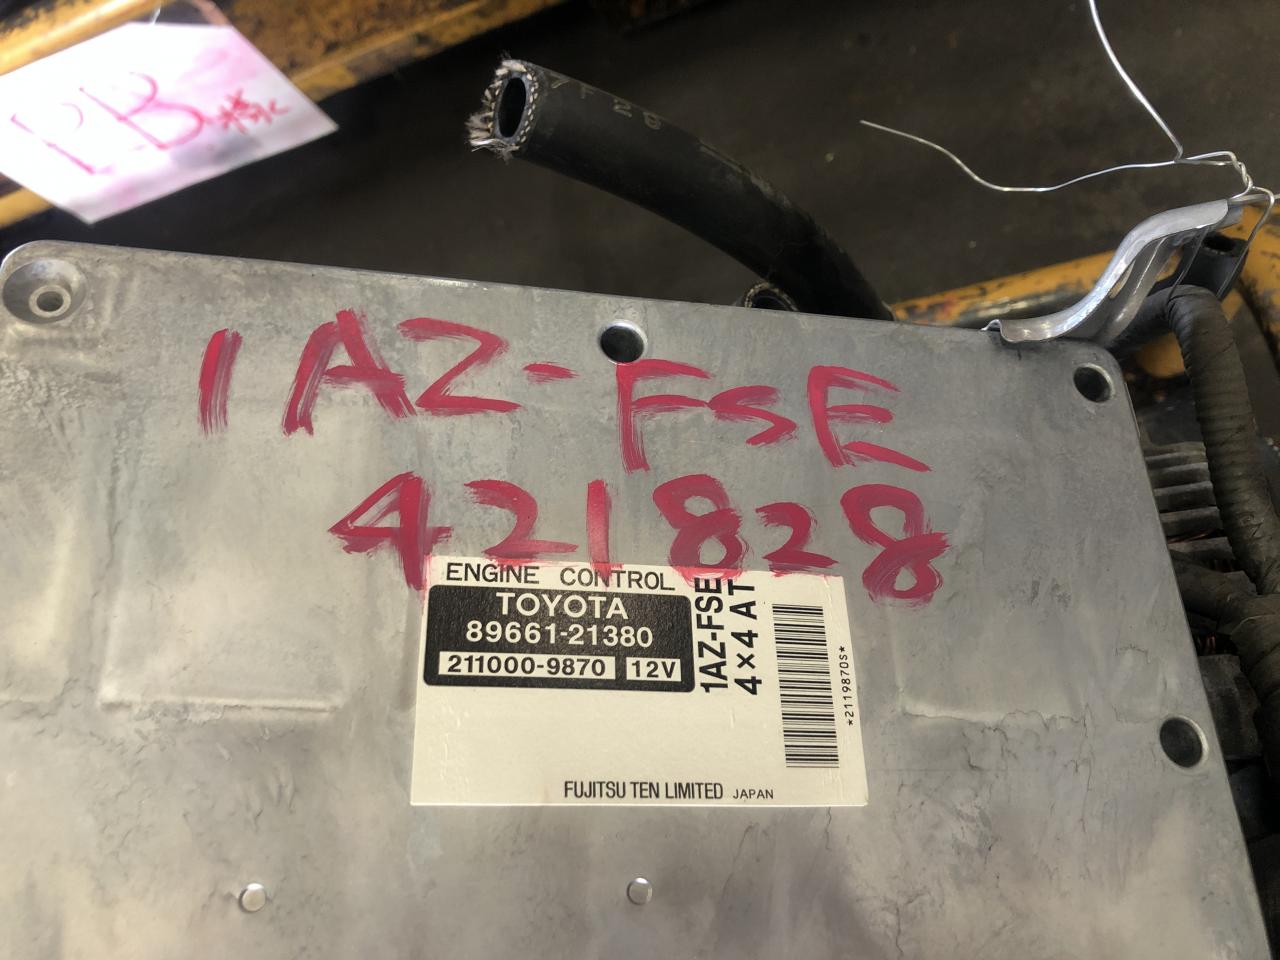 1AZ-FSE
421828
ENGINE CONTROL
TOYOTA
89661-21380
211000-9870 12V
1AZ-FSE
4×4 AT
*2119870S*
FUJITSU TEN LIMITED JAPAN